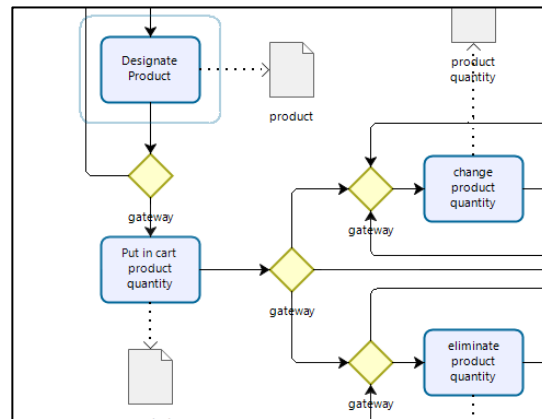 Designate
Product
product
product
quantity
gateway
change
product
quantity
gateway
Put in cart
product
quantity
gateway
gateway
eliminate
product
quantity